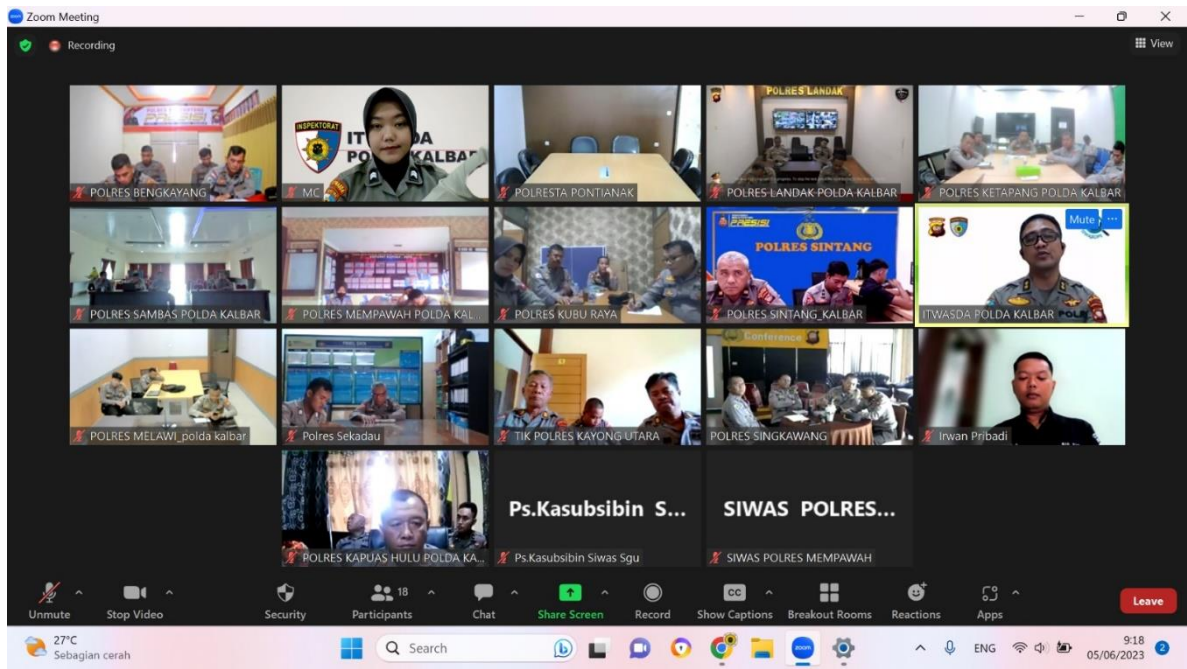 Zoom Meeting
Recording
View
POLRES BENGKAYANG
INSPEKTORAT
MC
POLRESTA PONTIANAK
POLRES LANDAK
POLRES LANDAK POLDA KALBAR
POLRES KETAPANG POLDA KALBAR
POLRES SAMBAS POLDA KALBAR
POLRES MEMPAWAH POLDA KAL...
POLRES KUBU RAYA
PRESISI
POLRES SINTANG
POLRES SINTANG_KALBAR
Mute
...
ITWASDA POLDA KALBAR
POLRES MELAWI_polda kalbar
Polres Sekadau
TIK POLRES KAYONG UTARA
Conference
POLRES SINGKAWANG
Irwan Pribadi
POLRES KAPUAS HULU POLDA KA...
Ps.Kasubsibin S...
Ps.Kasubsibin Siwas Sgu
SIWAS POLRES...
SIWAS POLRES MEMPAWAH
Unmute
Stop Video
Security
18
Participants
Chat
Share Screen
Record
CC
Show Captions
Breakout Rooms
Reactions
Apps
Leave
27°C
Sebagian cerah
Search
zoom
ENG
9:18
05/06/2023
2